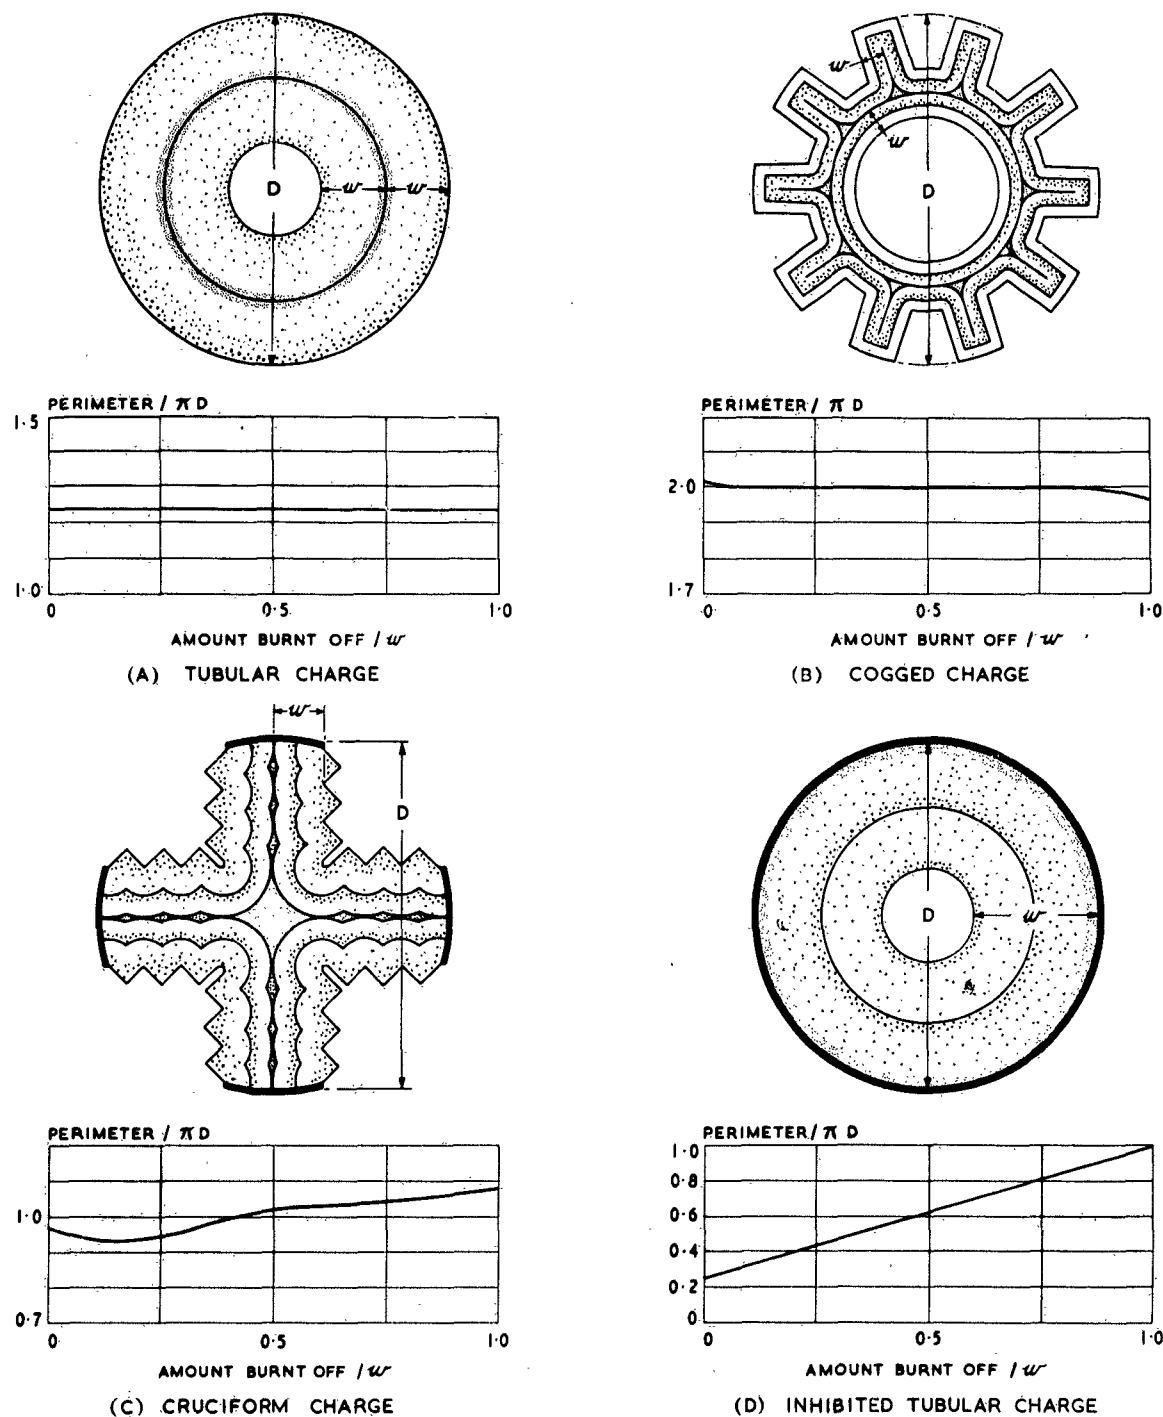 D
w
w
w
w
D
PERIMETER / π D
1.5
1.0
0
0.5
1.0
AMOUNT BURNT OFF / w
(A) TUBULAR CHARGE
PERIMETER / π D
2.0
1.7
0
0.5
1.0
AMOUNT BURNT OFF / w
(B) COGGED CHARGE
w
D
D
w
PERIMETER / π D
1.0
0.7
0
0.5
1.0
AMOUNT BURNT OFF / w
(C) CRUCIFORM CHARGE
PERIMETER / π D
1.0
0.8
0.6
0.4
0.2
0
0
0.5
1.0
AMOUNT BURNT OFF / w
(D) INHIBITED TUBULAR CHARGE